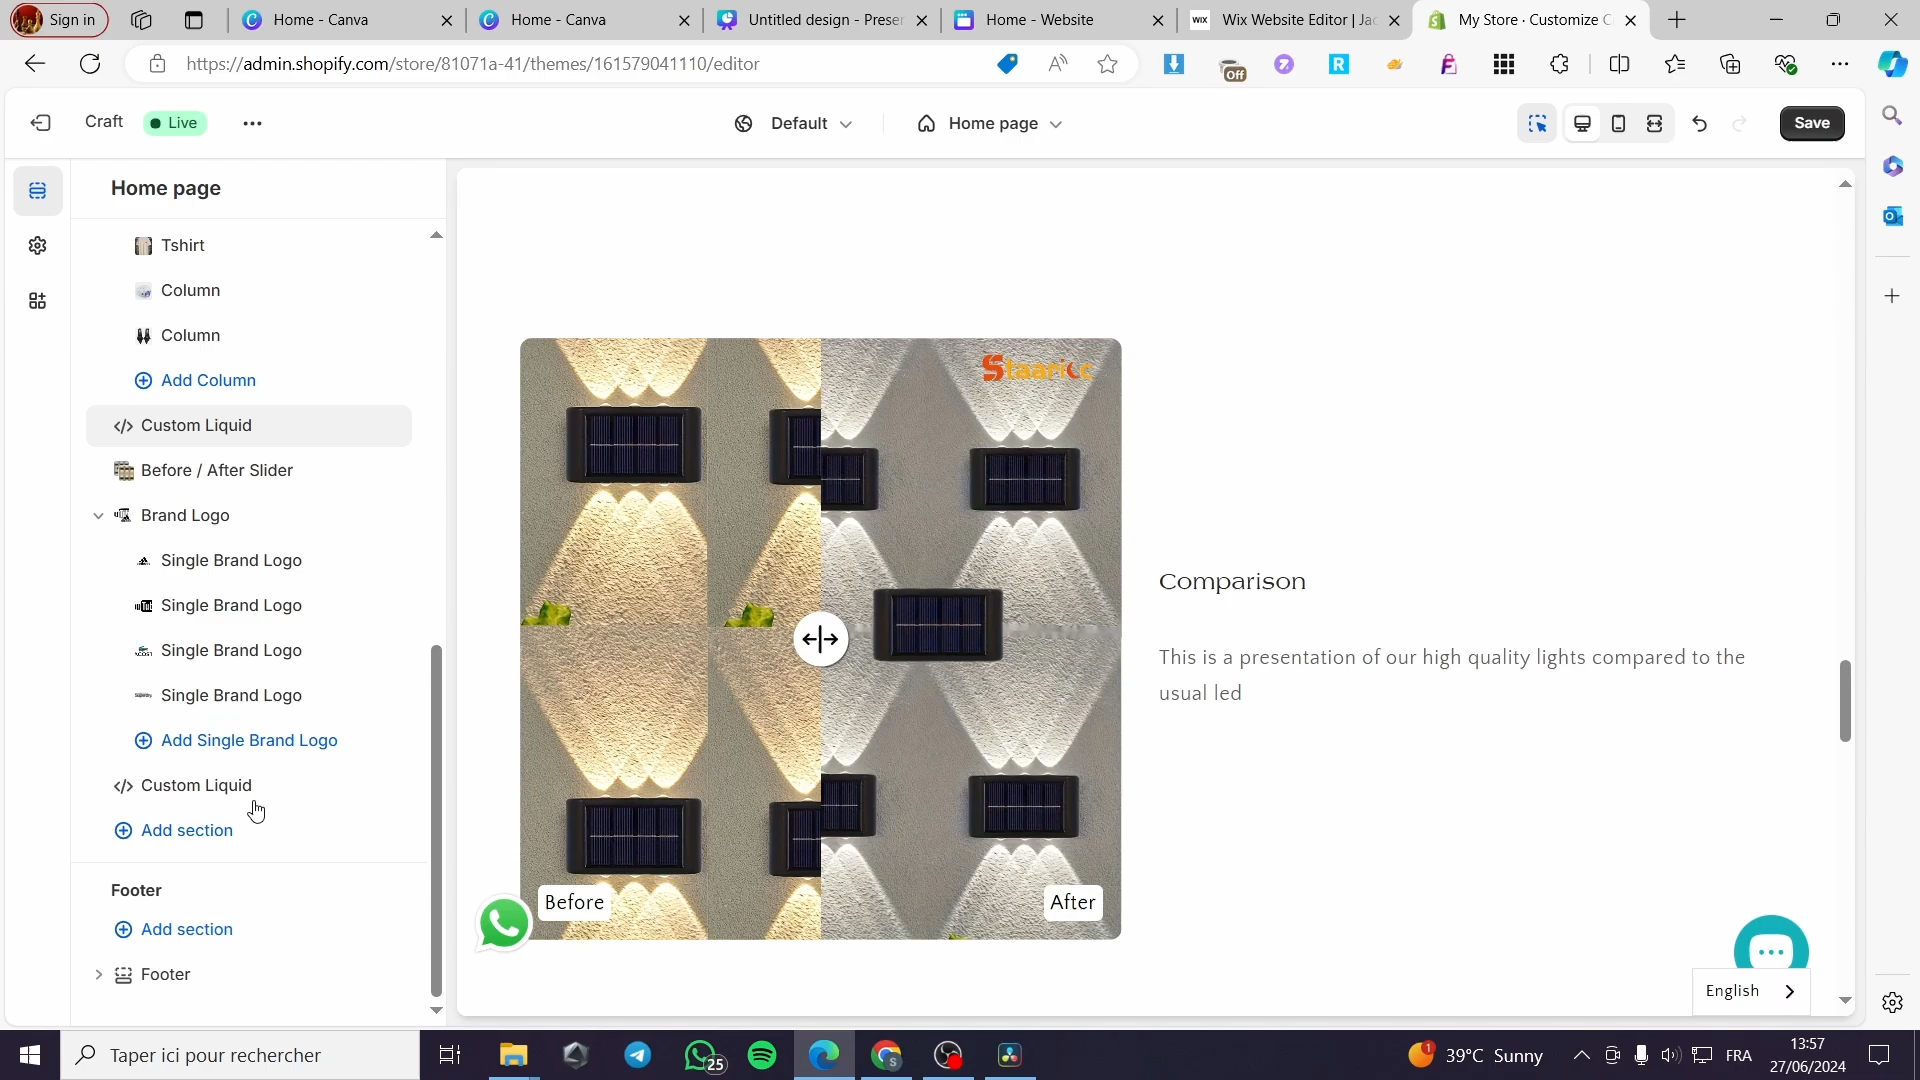 Sign in
Home - Canva
Home - Canva
Untitled design - Prese
Home - Website
WIX
Wix Website Editor | Jac
My Store · Customize C
https://admin.shopify.com/store/81071a-41/themes/161579041110/editor
Off
Craft
Live
Default
Home page
Save
Home page
Tshirt
Column
Column
Add Column
Custom Liquid
Before / After Slider
Brand Logo
Single Brand Logo
Single Brand Logo
Single Brand Logo
Single Brand Logo
Add Single Brand Logo
Custom Liquid
Add section
Footer
Add section
Footer
Comparison
This is a presentation of our high quality lights compared to the
usual led
Before
After
English
Taper ici pour rechercher
25
1
39°C Sunny
FRA
13:57
27/06/2024